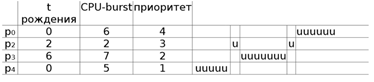 t рождения CPU-burst приоритет
p₀ 0 6 4 uuuuuu
p₂ 2 2 3 u u
p₃ 6 7 2 uuuuuuu
p₄ 0 5 1 uuuuu